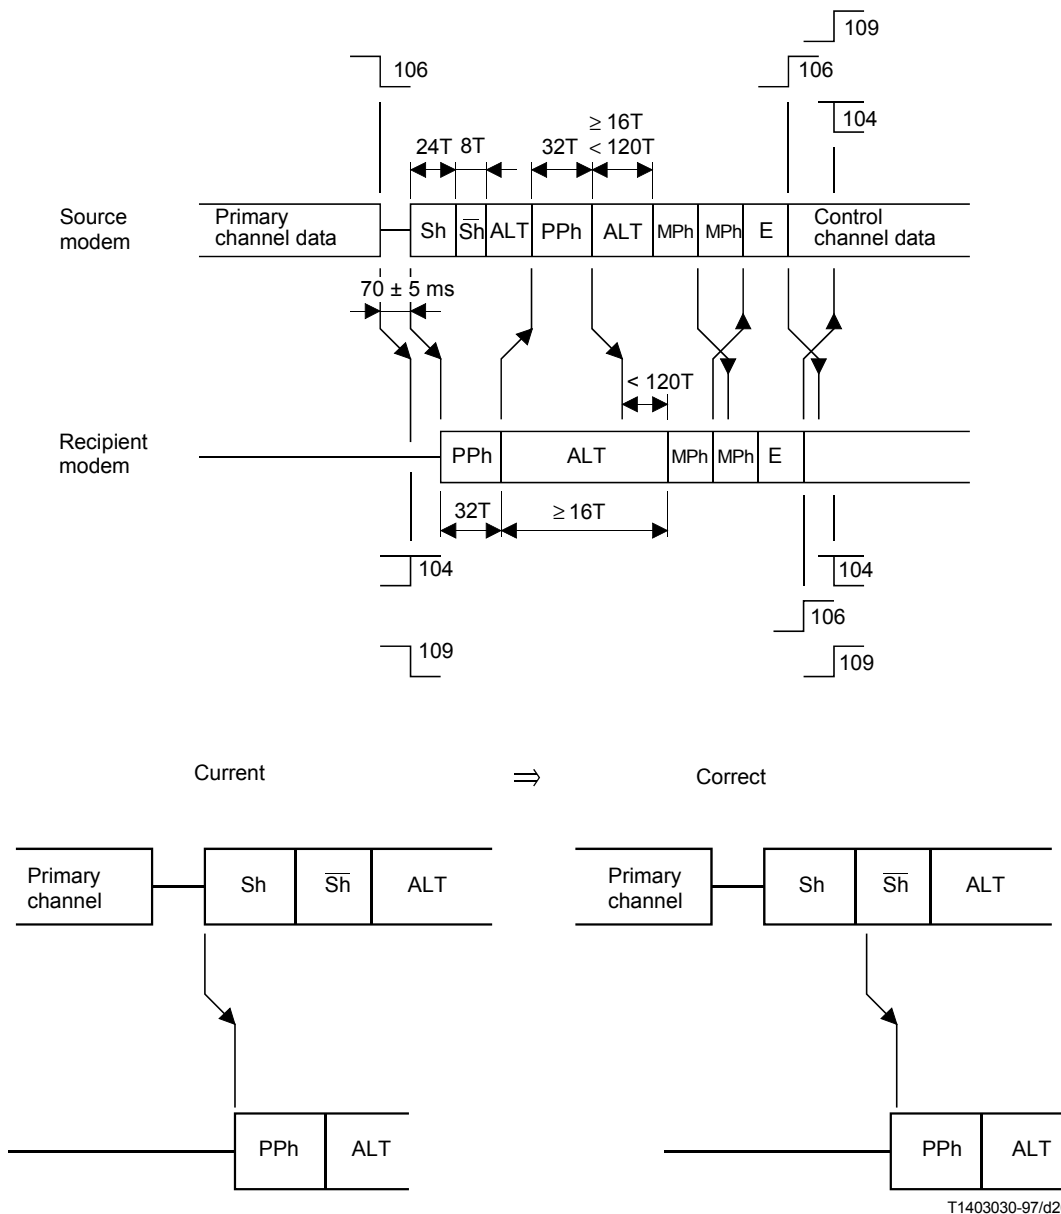 109
106
106
104
≥ 16T
24T 8T 32T < 120T
Source modem
Primary channel data
Sh
S̅h̅
ALT
PPh
ALT
MPh
MPh
E
Control channel data
70 ± 5 ms
< 120T
Recipient modem
PPh
ALT
MPh
MPh
E
32T
≥ 16T
104
104
106
109
109
Current
⇒
Correct
Primary channel
Sh
S̅h̅
ALT
Primary channel
Sh
S̅h̅
ALT
PPh
ALT
PPh
ALT
T1403030-97/d2